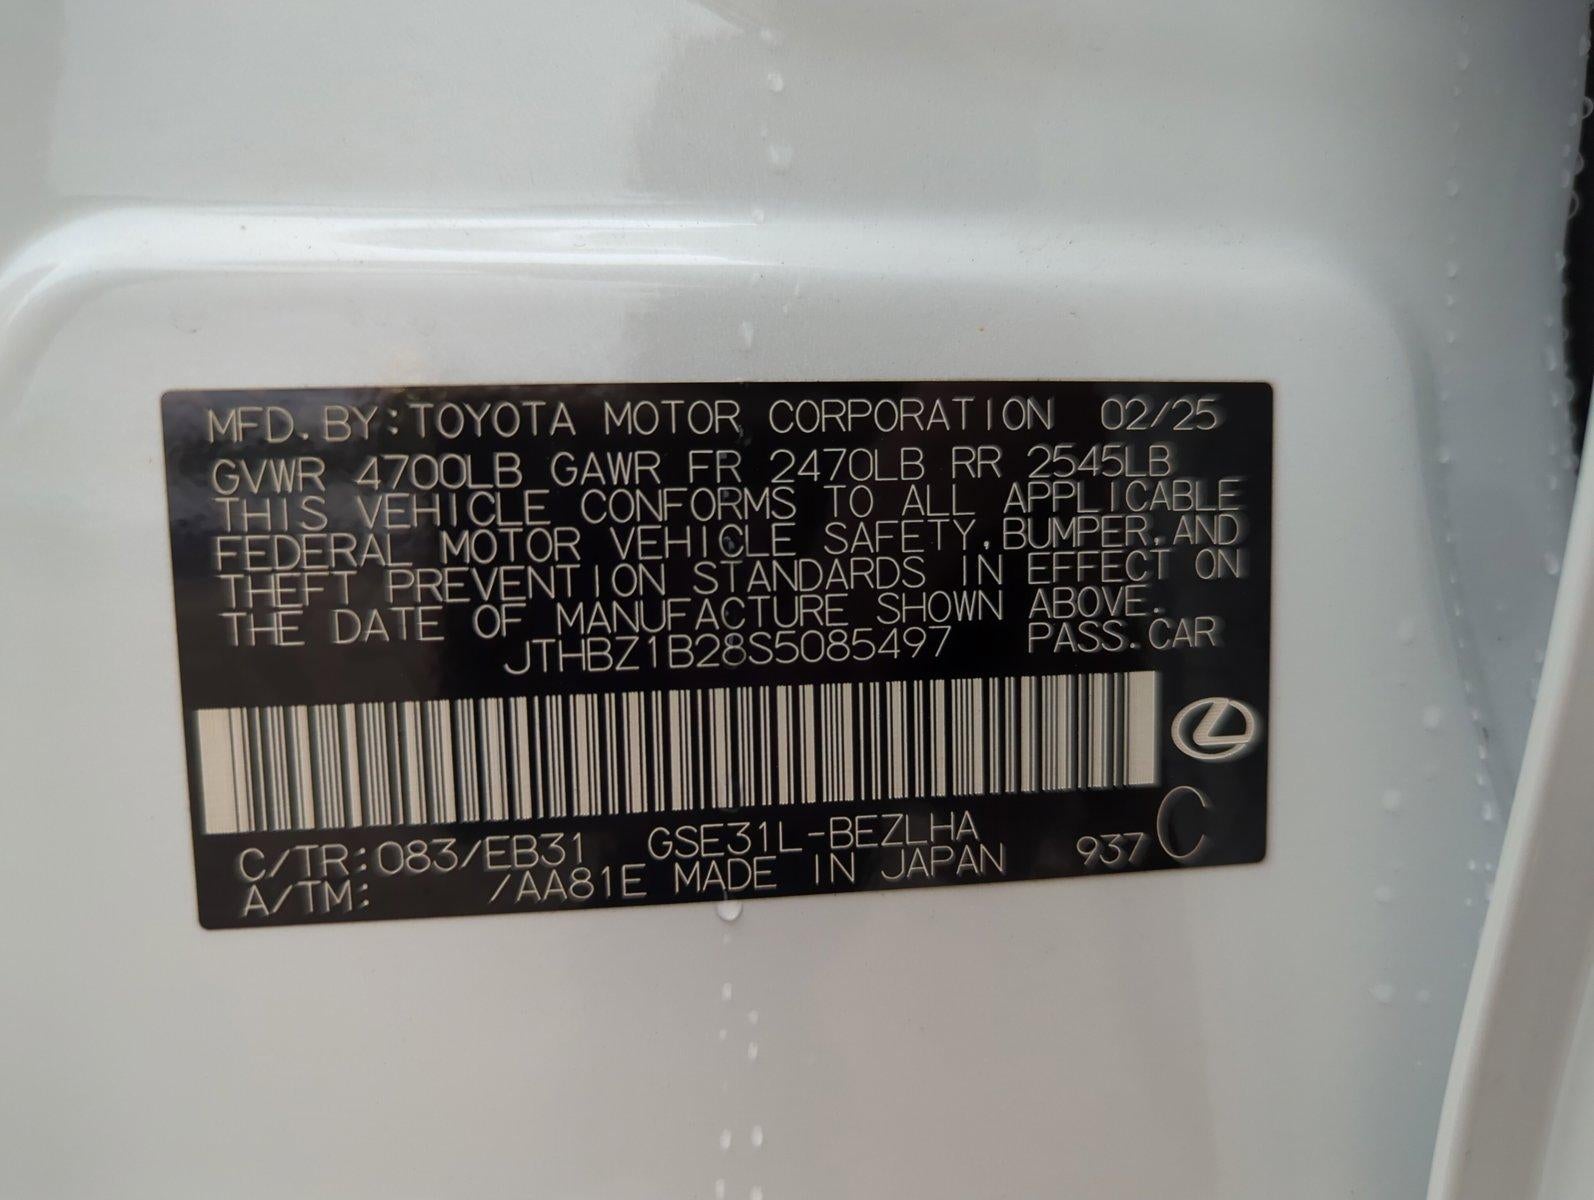 MFD. BY: TOYOTA MOTOR CORPORATION 02/25
GVWR 4700LB GAWR FR 2470LB RR 2545LB
THIS VEHICLE CONFORMS TO ALL APPLICABLE
FEDERAL MOTOR VEHICLE SAFETY, BUMPER, AND
THEFT PREVENTION STANDARDS IN EFFECT ON
THE DATE OF MANUFACTURE SHOWN ABOVE.
JTHBZ1B28S5085497 PASS. CAR
C/TR: 083/EB31 GSE31L-BEZLHA 937 C
A/TM: /AA81E MADE IN JAPAN